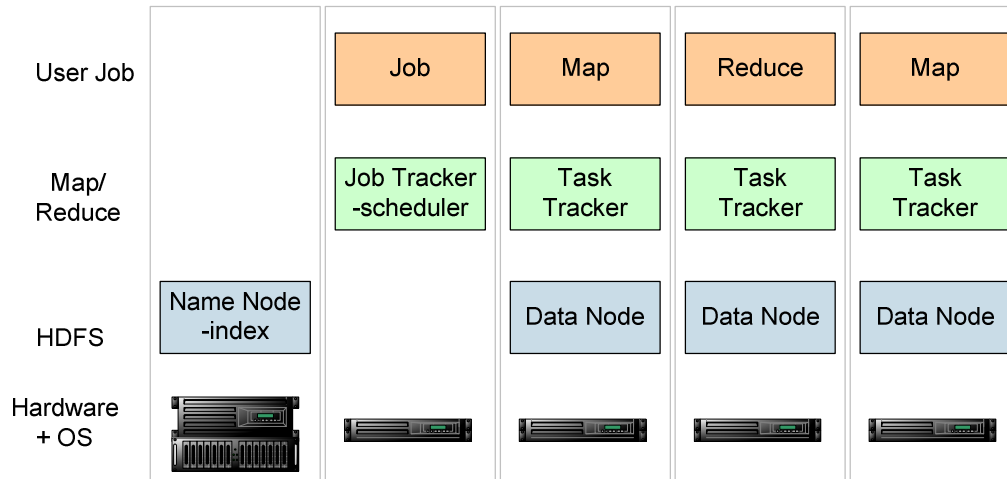 User Job
Job
Map
Reduce
Map
Map/
Reduce
Job Tracker
-scheduler
Task
Tracker
Task
Tracker
Task
Tracker
HDFS
Name Node
-index
Data Node
Data Node
Data Node
Hardware
+ OS